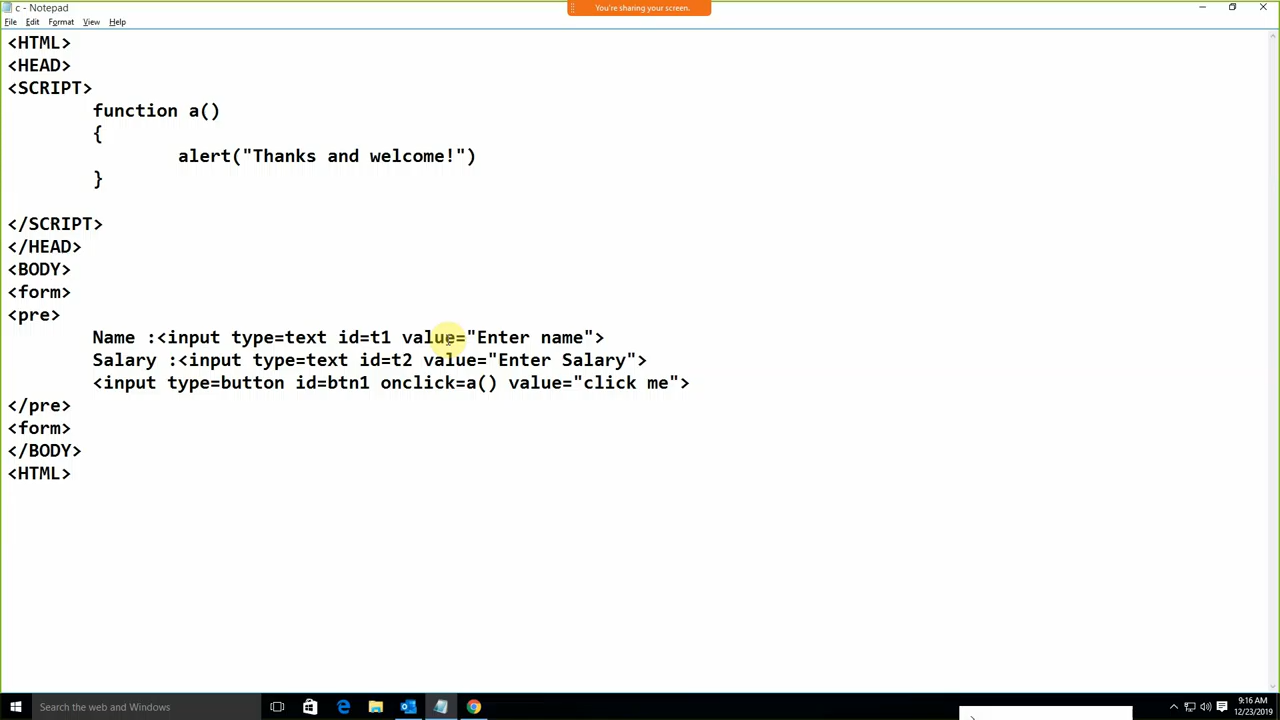 c - Notepad
You're sharing your screen.
File Edit Format View Help
<HTML>
<HEAD>
<SCRIPT>
function a()
{
alert("Thanks and welcome!")
}
</SCRIPT>
</HEAD>
<BODY>
<form>
<pre>
Name :<input type=text id=t1 value="Enter name">
Salary :<input type=text id=t2 value="Enter Salary">
<input type=button id=btn1 onclick=a() value="click me">
</pre>
<form>
</BODY>
<HTML>
Search the web and Windows
9:16 AM
12/23/2019